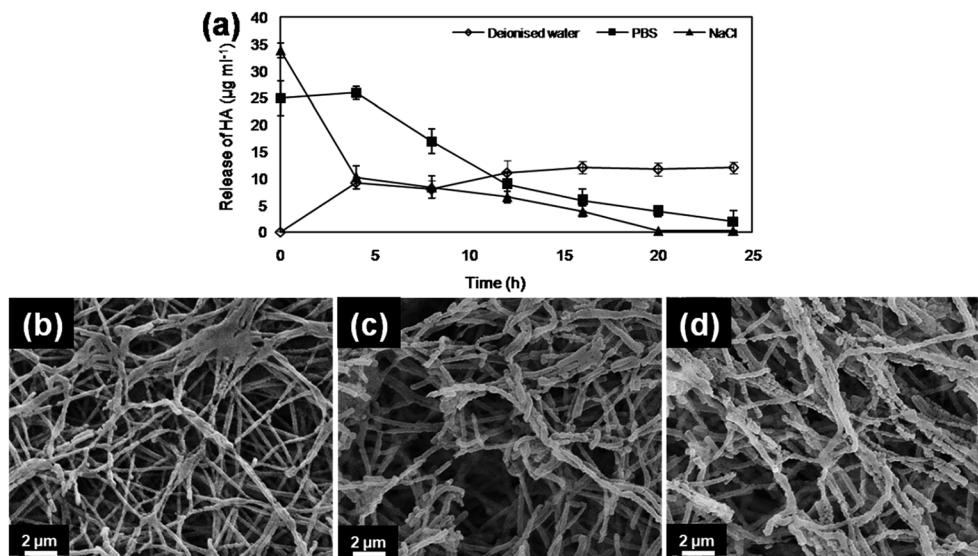 (a)
Release of HA (µg ml⁻¹)
40
35
30
25
20
15
10
5
0
Deionised water PBS NaCl
0 5 10 15 20 25
Time (h)
(b) (c) (d)
2 µm 2 µm 2 µm